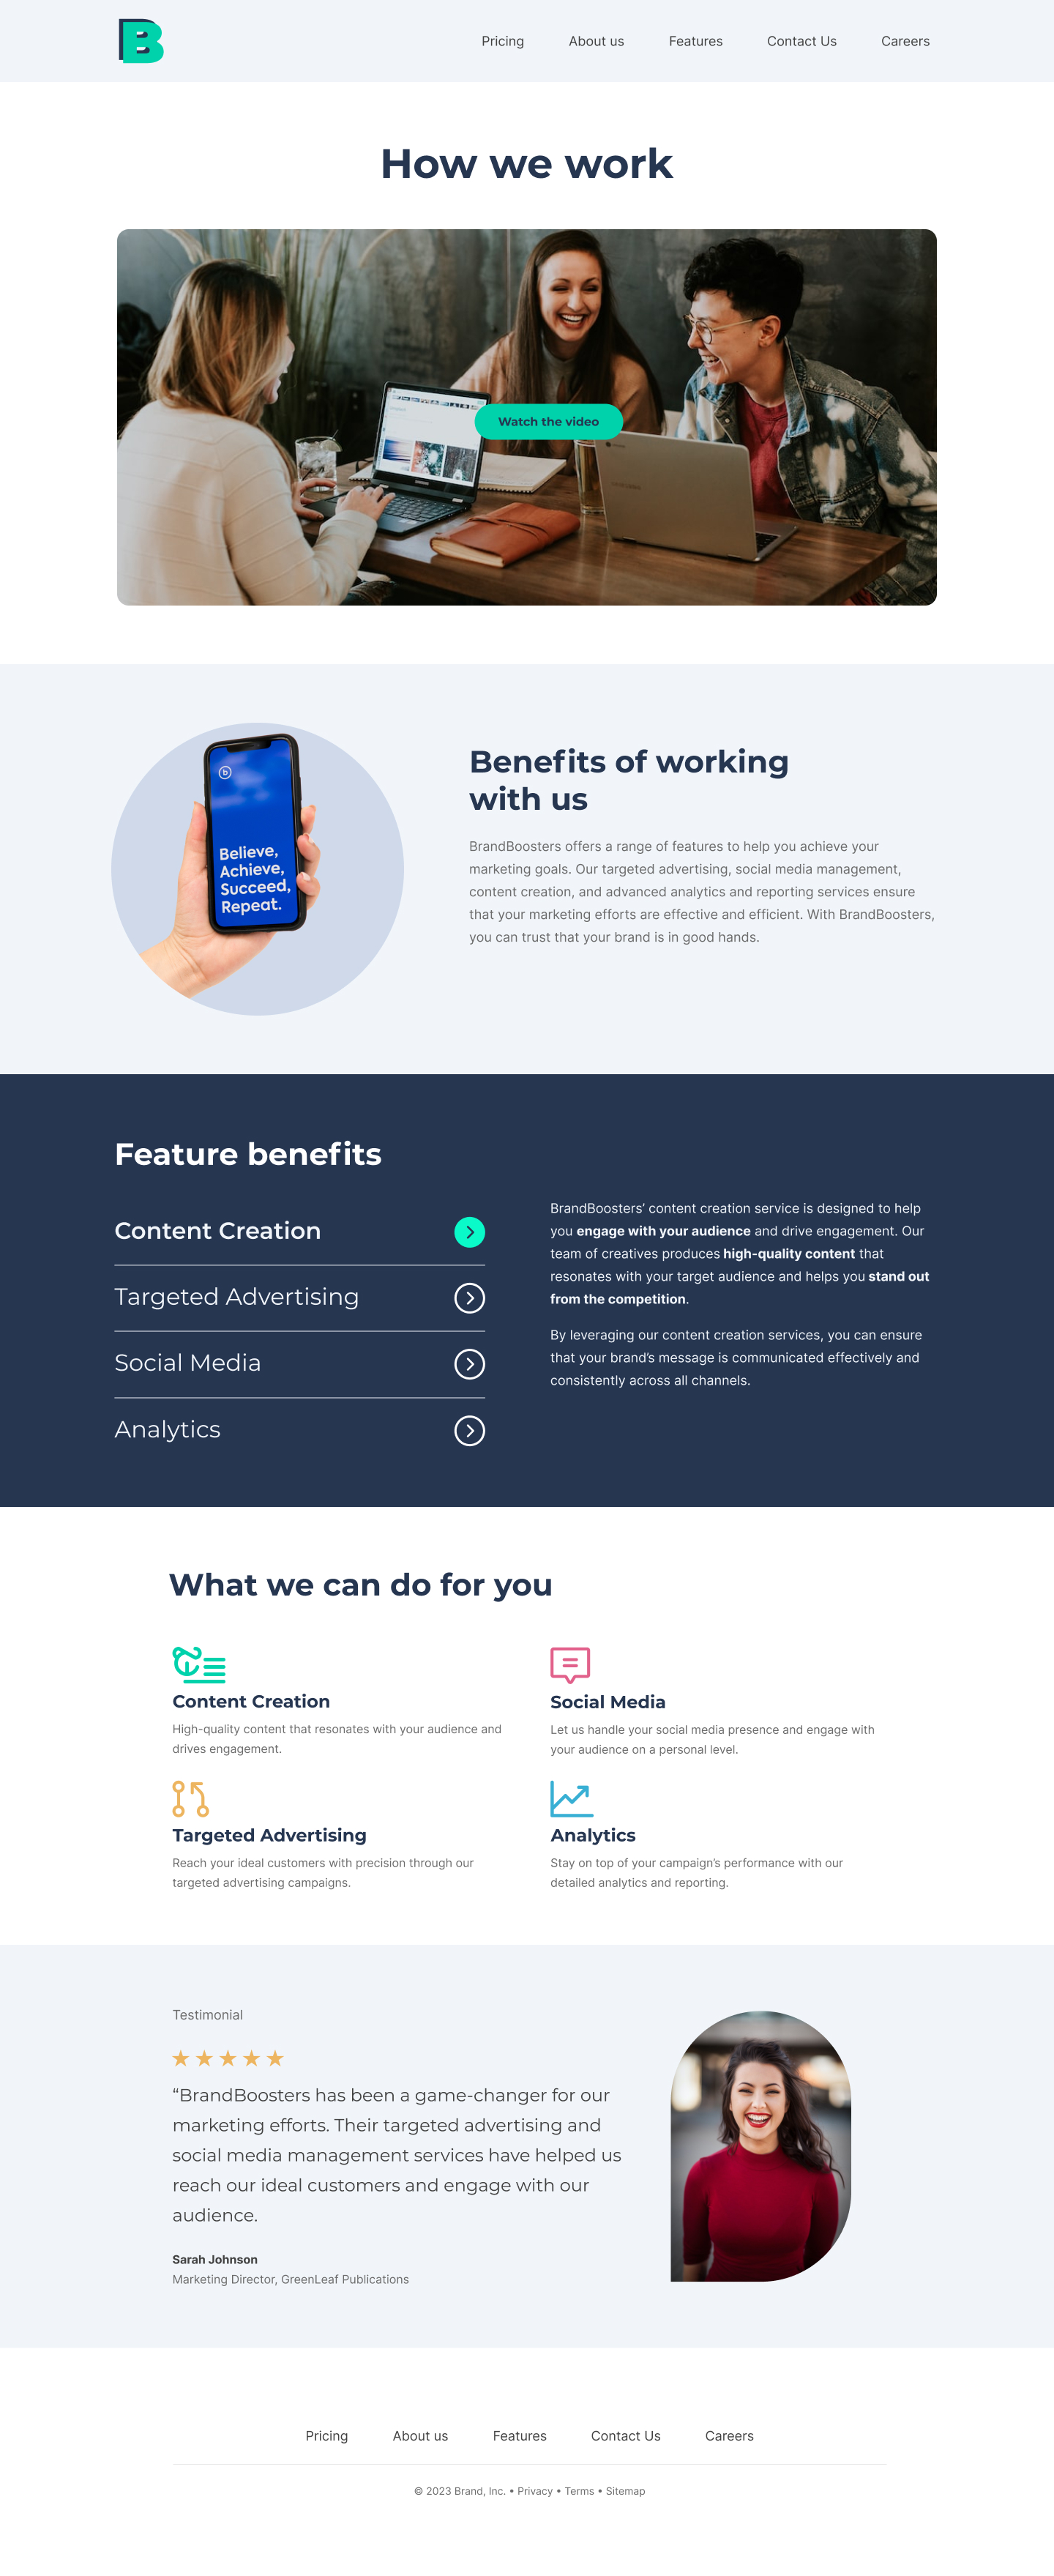 B
Pricing About us Features Contact Us Careers
How we work
Watch the video
b
Believe,
Achieve,
Succeed,
Repeat.
Benefits of working
with us
BrandBoosters offers a range of features to help you achieve your
marketing goals. Our targeted advertising, social media management,
content creation, and advanced analytics and reporting services ensure
that your marketing efforts are effective and efficient. With BrandBoosters,
you can trust that your brand is in good hands.
Feature benefits
Content Creation
Targeted Advertising
Social Media
Analytics
BrandBoosters’ content creation service is designed to help
you engage with your audience and drive engagement. Our
team of creatives produces high-quality content that
resonates with your target audience and helps you stand out
from the competition.
By leveraging our content creation services, you can ensure
that your brand’s message is communicated effectively and
consistently across all channels.
What we can do for you
Content Creation
High-quality content that resonates with your audience and
drives engagement.
Social Media
Let us handle your social media presence and engage with
your audience on a personal level.
Targeted Advertising
Reach your ideal customers with precision through our
targeted advertising campaigns.
Analytics
Stay on top of your campaign’s performance with our
detailed analytics and reporting.
Testimonial
“BrandBoosters has been a game-changer for our
marketing efforts. Their targeted advertising and
social media management services have helped us
reach our ideal customers and engage with our
audience.
Sarah Johnson
Marketing Director, GreenLeaf Publications
Pricing About us Features Contact Us Careers
© 2023 Brand, Inc. • Privacy • Terms • Sitemap